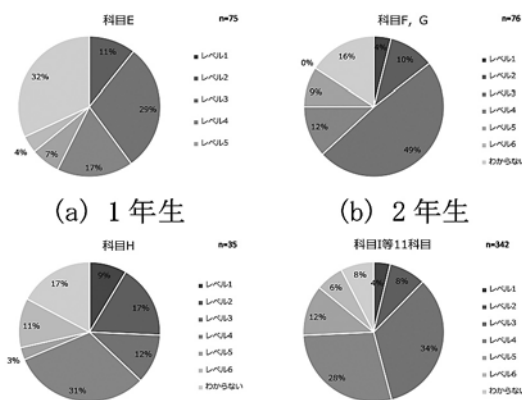 科目E
n=75
11%
29%
17%
7%
4%
32%
レベル1
レベル2
レベル3
レベル4
レベル5
(a) 1年生
科目F, G
n=76
4%
10%
49%
12%
9%
0%
16%
レベル1
レベル2
レベル3
レベル4
レベル5
レベル6
わからない
(b) 2年生
科目H
n=35
9%
17%
12%
31%
3%
11%
17%
レベル1
レベル2
レベル3
レベル4
レベル5
レベル6
わからない
科目I等11科目
n=342
4%
8%
34%
28%
12%
6%
8%
レベル1
レベル2
レベル3
レベル4
レベル5
レベル6
わからない